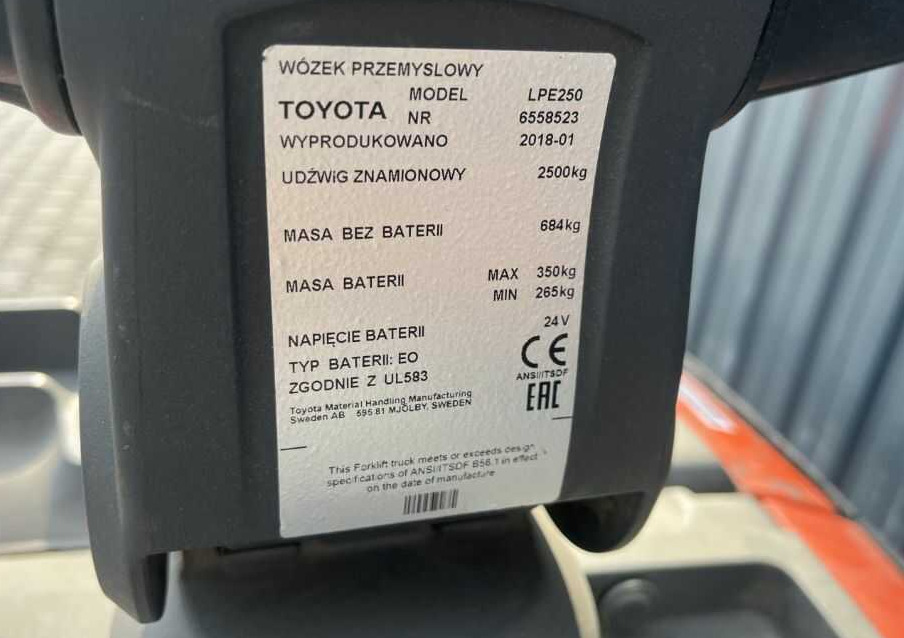 WÓZEK PRZEMYSLOWY
TOYOTA MODEL LPE250
NR 6558523
WYPRODUKOWANO 2018-01
UDŹWiG ZNAMIONOWY 2500kg
MASA BEZ BATERII 684kg
MASA BATERII MAX 350kg
MIN 265kg
NAPIĘCIE BATERII 24V
TYP BATERII: EO CE
ZGODNIE Z UL583 ANSI/ITSDF
EAC
Toyota Material Handling Manufacturing
Sweden AB 595 81 MJÖLBY, SWEDEN
This Forklift truck meets or exceeds design
specifications of ANSI/ITSDF B56.1 in effect
on the date of manufacture